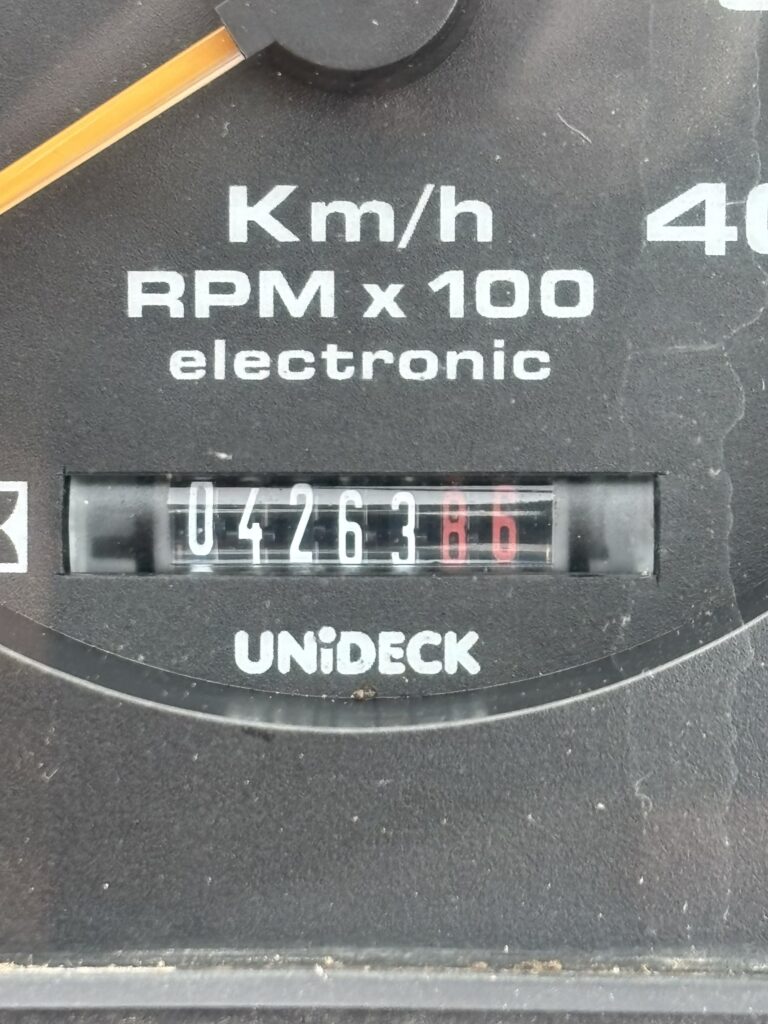 Km/h
40
RPM x 100
electronic
0426386
UNiDECK